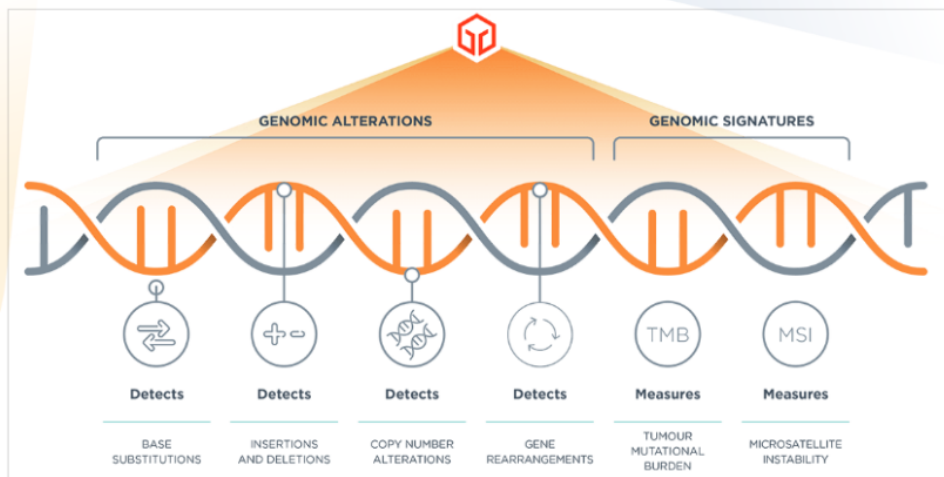 GENOMIC ALTERATIONS
GENOMIC SIGNATURES
TMB
MSI
Detects
Detects
Detects
Detects
Measures
Measures
BASE
SUBSTITUTIONS
INSERTIONS
AND DELETIONS
COPY NUMBER
ALTERATIONS
GENE
REARRANGEMENTS
TUMOUR
MUTATIONAL
BURDEN
MICROSATELLITE
INSTABILITY